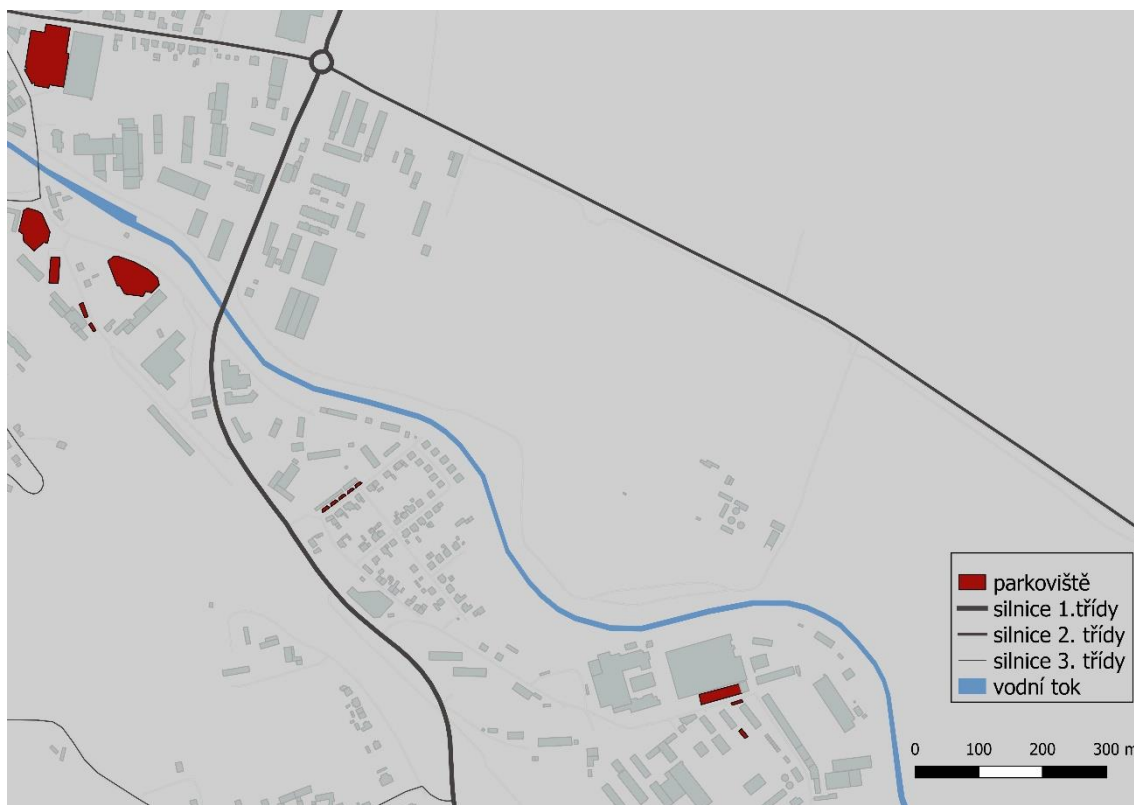 parkoviště
silnice 1.třídy
silnice 2. třídy
silnice 3. třídy
vodní tok
0 100 200 300 m